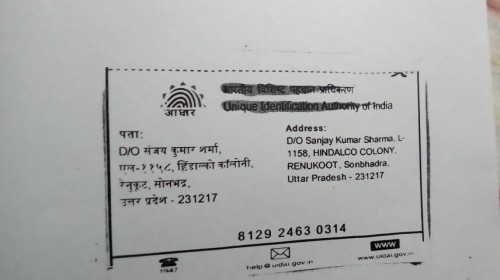 भारतीय विशिष्ट पहचान प्राधिकरण
Unique Identification Authority of India
आधार
पता:
D/O संजय कुमार शर्मा,
एल-११५८, हिंडाल्को कॉलोनी,
रेनुकूट, सोनभद्र,
उत्तर प्रदेश - 231217
Address:
D/O Sanjay Kumar Sharma, L-
1158, HINDALCO COLONY,
RENUKOOT, Sonbhadra,
Uttar Pradesh - 231217
8129 2463 0314
1947
help@uidai.gov.in
www
www.uidai.gov.in